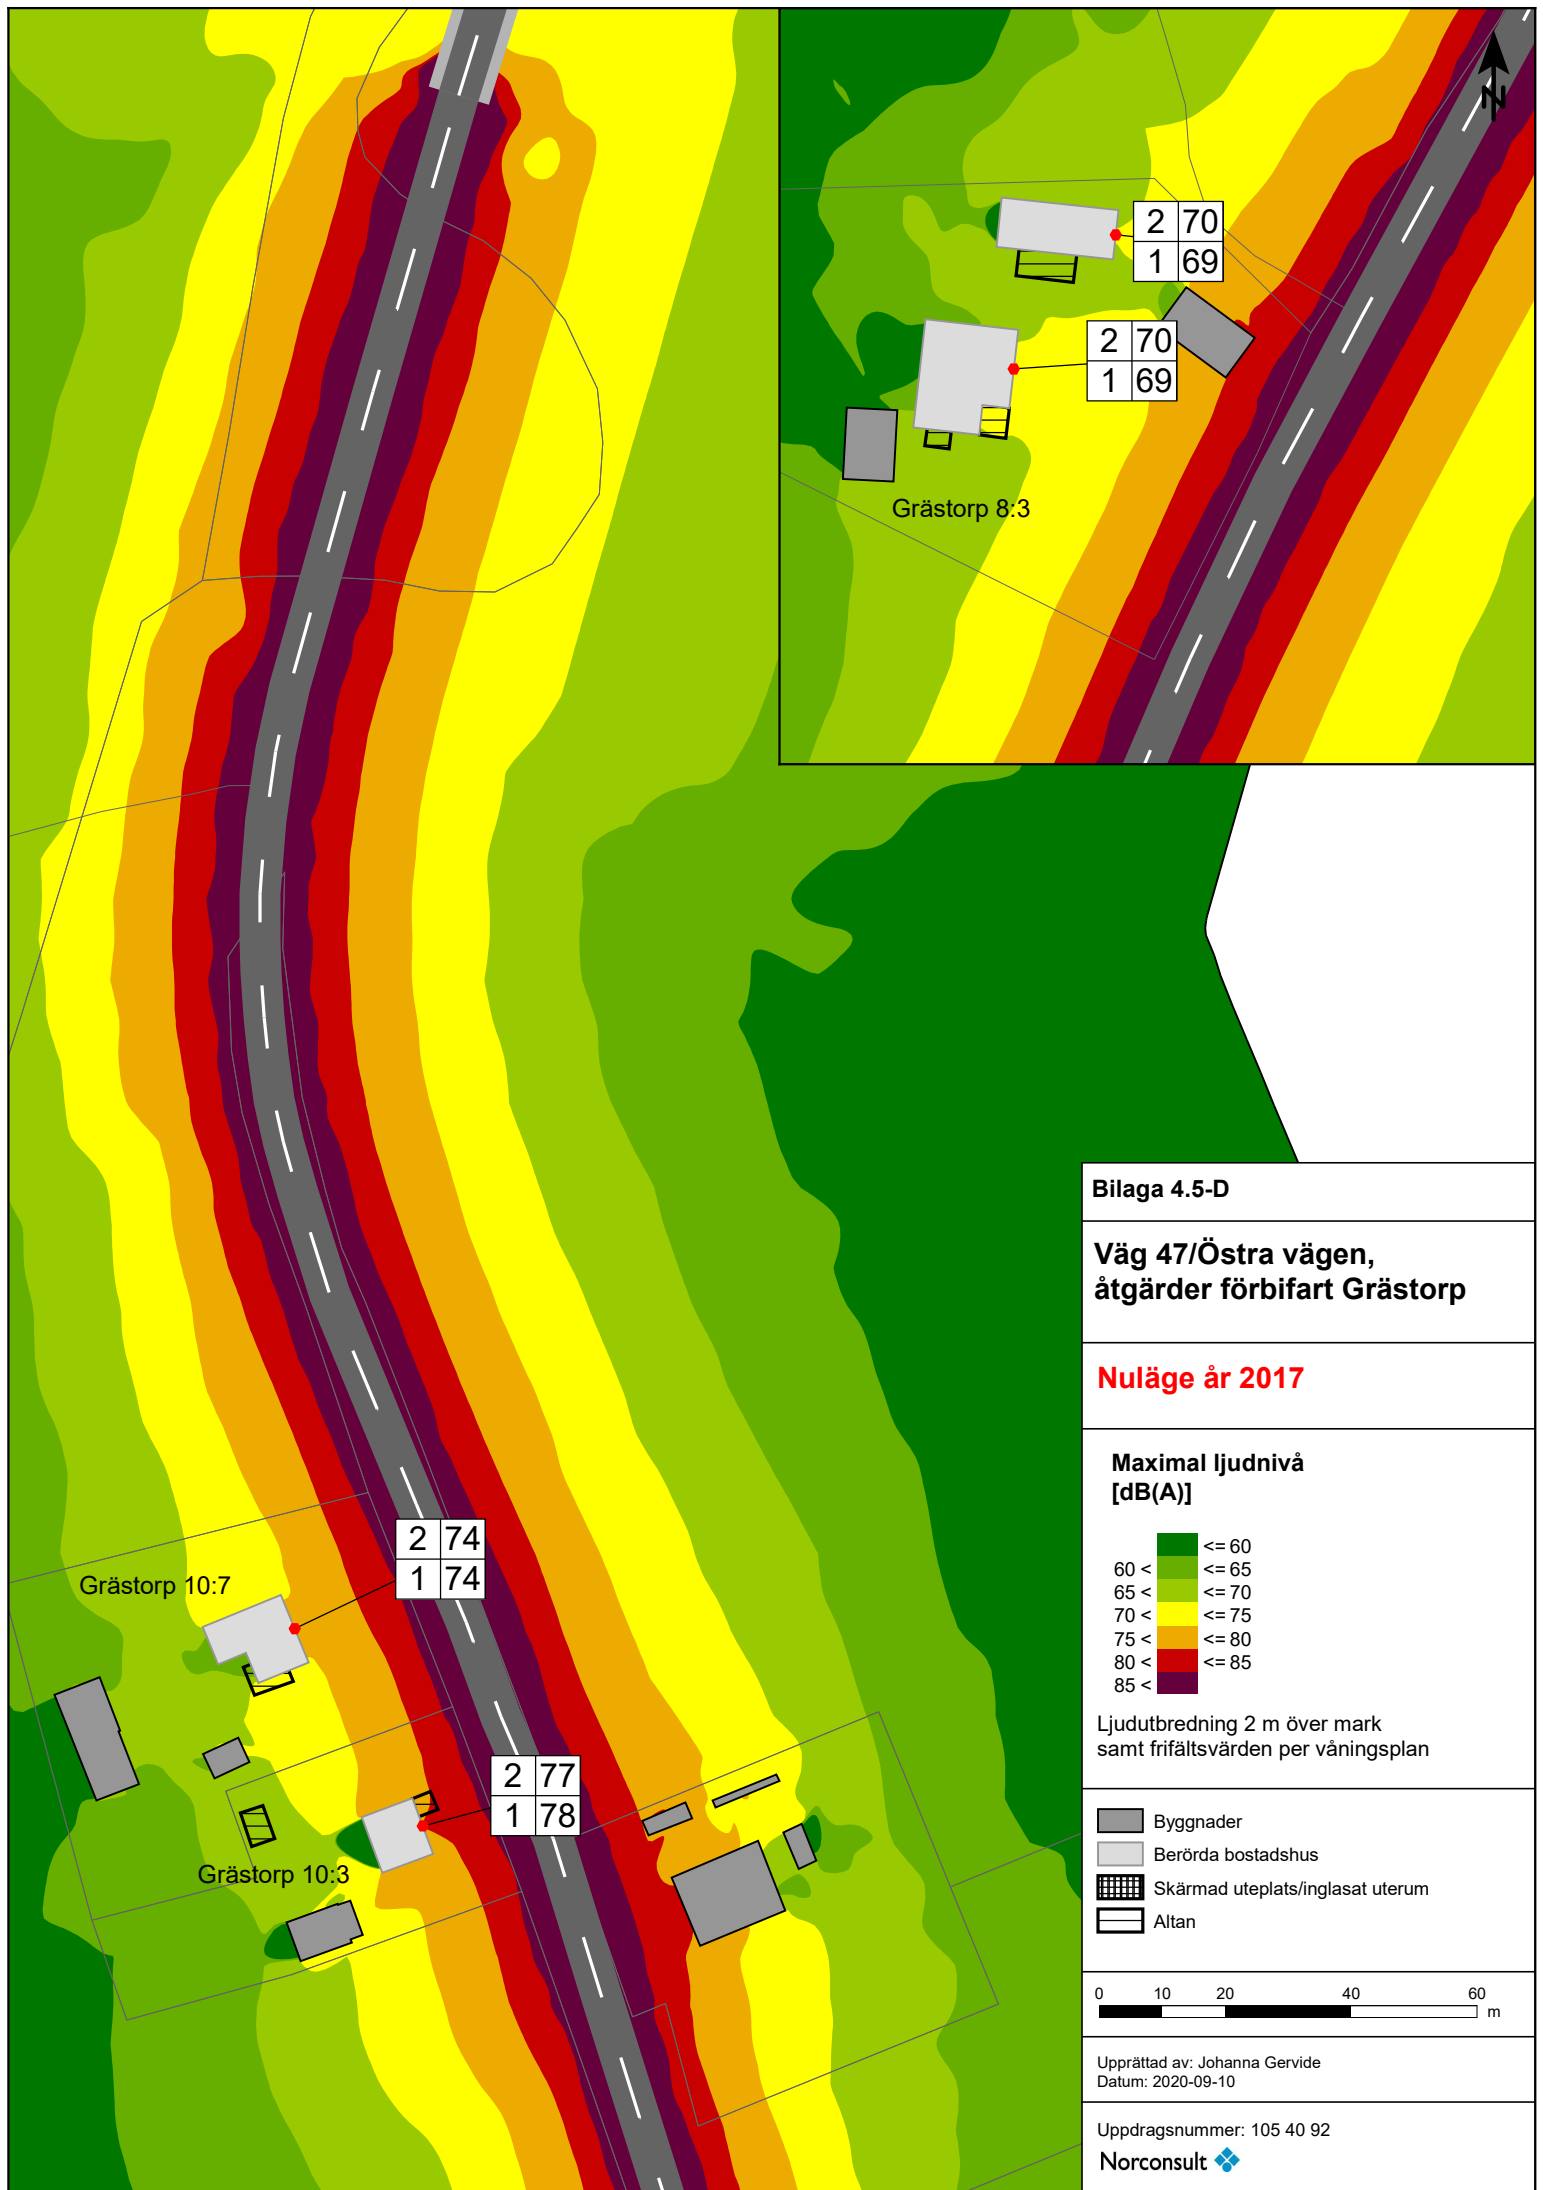 N
2 70
1 69
2 70
1 69
Grästorp 8:3
Bilaga 4.5-D
Väg 47/Östra vägen,
åtgärder förbifart Grästorp
Nuläge år 2017
Maximal ljudnivå
[dB(A)]
<= 60
60 < <= 65
65 < <= 70
70 < <= 75
75 < <= 80
80 < <= 85
85 <
Ljudutbredning 2 m över mark
samt frifältsvärden per våningsplan
2 74
1 74
Grästorp 10:7
2 77
1 78
Grästorp 10:3
Byggnader
Berörda bostadshus
Skärmad uteplats/inglasat uterum
Altan
0 10 20 40 60
m
Upprättad av: Johanna Gervide
Datum: 2020-09-10
Uppdragsnummer: 105 40 92
Norconsult